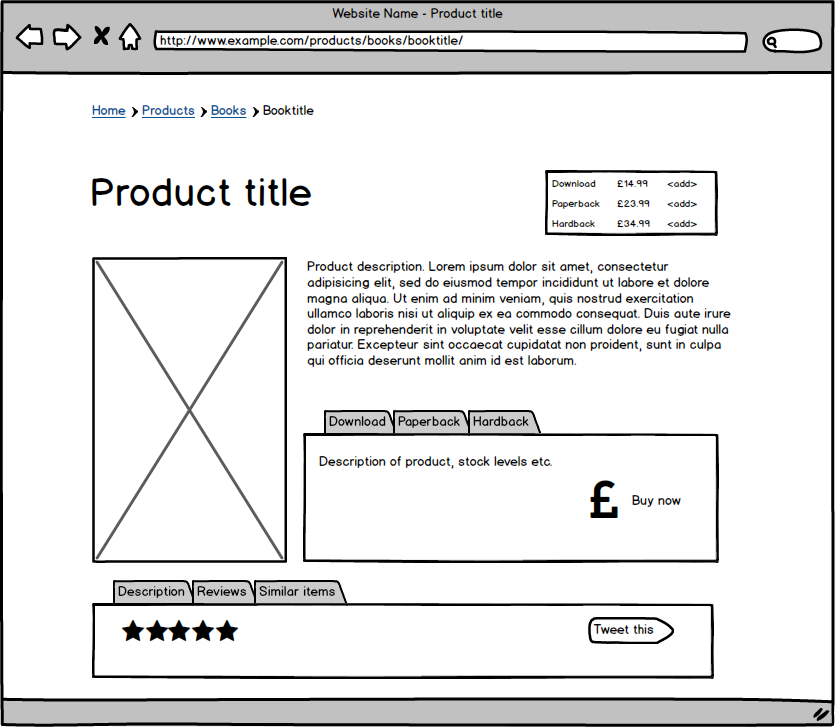 Website Name - Product title
http://www.example.com/products/books/booktitle/
Home Products Books Booktitle
Product title
Download £14.99 <add>
Paperback £23.99 <add>
Hardback £34.99 <add>
Product description. Lorem ipsum dolor sit amet, consectetur
adipisicing elit, sed do eiusmod tempor incididunt ut labore et dolore
magna aliqua. Ut enim ad minim veniam, quis nostrud exercitation
ullamco laboris nisi ut aliquip ex ea commodo consequat. Duis aute irure
dolor in reprehenderit in voluptate velit esse cillum dolore eu fugiat nulla
pariatur. Excepteur sint occaecat cupidatat non proident, sunt in culpa
qui officia deserunt mollit anim id est laborum.
Download Paperback Hardback
Description of product, stock levels etc.
£ Buy now
Description Reviews Similar items
Tweet this